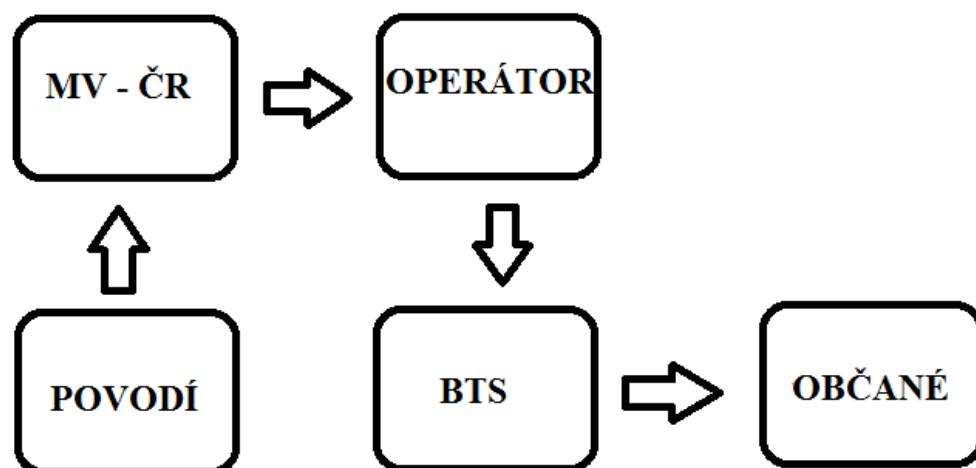 MV - ČR
OPERÁTOR
POVODÍ
BTS
OBČANÉ